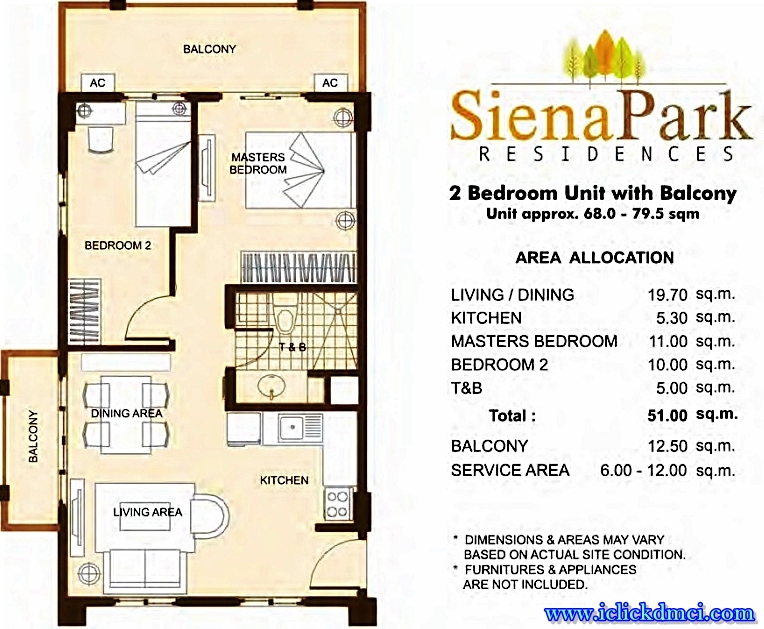 BALCONY
AC
AC
MASTERS
BEDROOM
BEDROOM 2
T & B
DINING AREA
BALCONY
KITCHEN
LIVING AREA
SienaPark
RESIDENCES
2 Bedroom Unit with Balcony
Unit approx. 68.0 - 79.5 sqm
AREA ALLOCATION
LIVING / DINING 19.70 sq.m.
KITCHEN 5.30 sq.m.
MASTERS BEDROOM 11.00 sq.m.
BEDROOM 2 10.00 sq.m.
T&B 5.00 sq.m.
Total : 51.00 sq.m.
BALCONY 12.50 sq.m.
SERVICE AREA 6.00 - 12.00 sq.m.
* DIMENSIONS & AREAS MAY VARY
BASED ON ACTUAL SITE CONDITION.
* FURNITURES & APPLIANCES
ARE NOT INCLUDED.
www.iclickdmci.com